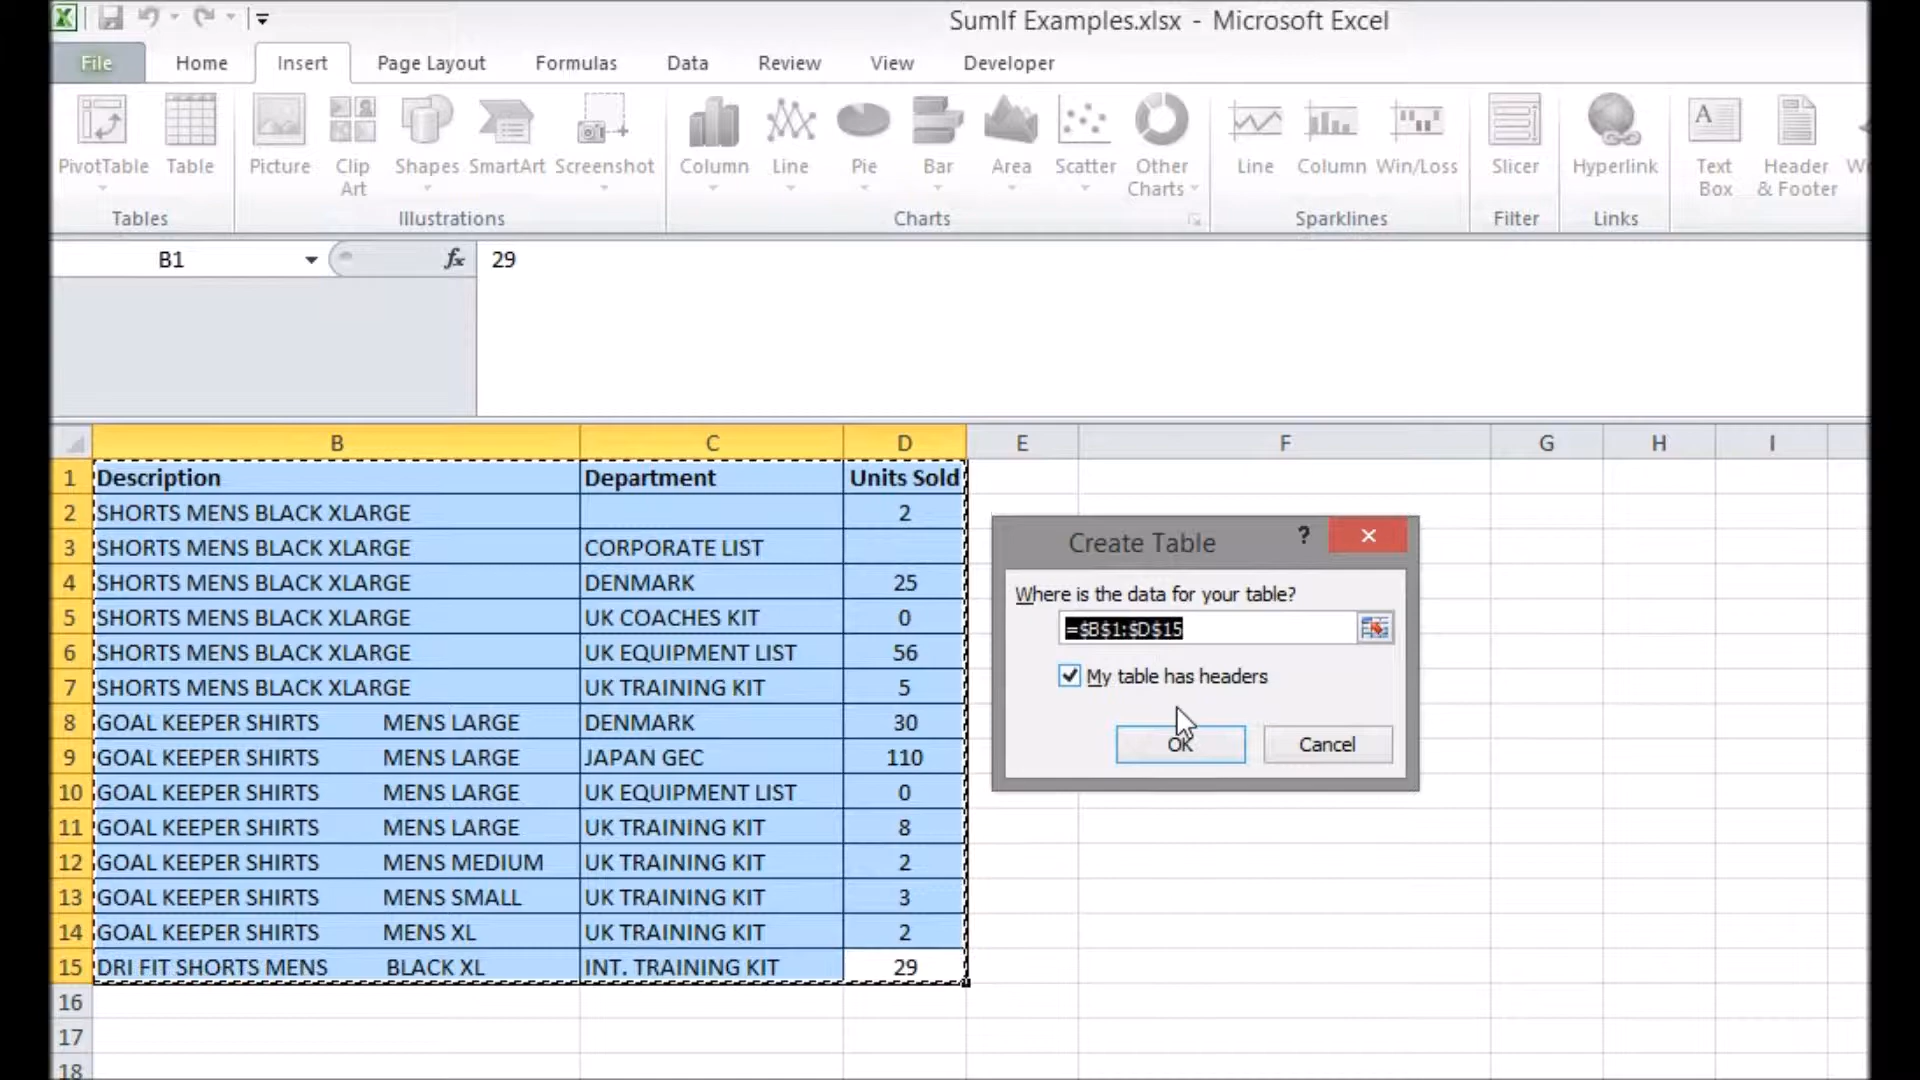 SumIf Examples.xlsx - Microsoft Excel
File Home Insert Page Layout Formulas Data Review View Developer
PivotTable Table Picture Clip Art Shapes SmartArt Screenshot Column Line Pie Bar Area Scatter Other Charts Line Column Win/Loss Slicer Hyperlink Text Box Header & Footer
Tables Illustrations Charts Sparklines Filter Links
B1 fx 29
B C D E F G H I
1 Description Department Units Sold
2 SHORTS MENS BLACK XLARGE 2
3 SHORTS MENS BLACK XLARGE CORPORATE LIST
4 SHORTS MENS BLACK XLARGE DENMARK 25
5 SHORTS MENS BLACK XLARGE UK COACHES KIT 0
6 SHORTS MENS BLACK XLARGE UK EQUIPMENT LIST 56
7 SHORTS MENS BLACK XLARGE UK TRAINING KIT 5
8 GOAL KEEPER SHIRTS MENS LARGE DENMARK 30
9 GOAL KEEPER SHIRTS MENS LARGE JAPAN GEC 110
10 GOAL KEEPER SHIRTS MENS LARGE UK EQUIPMENT LIST 0
11 GOAL KEEPER SHIRTS MENS LARGE UK TRAINING KIT 8
12 GOAL KEEPER SHIRTS MENS MEDIUM UK TRAINING KIT 2
13 GOAL KEEPER SHIRTS MENS SMALL UK TRAINING KIT 3
14 GOAL KEEPER SHIRTS MENS XL UK TRAINING KIT 2
15 DRI FIT SHORTS MENS BLACK XL INT. TRAINING KIT 29
16
17
18
Create Table ?
Where is the data for your table?
=$B$1:$D$15
My table has headers
OK Cancel